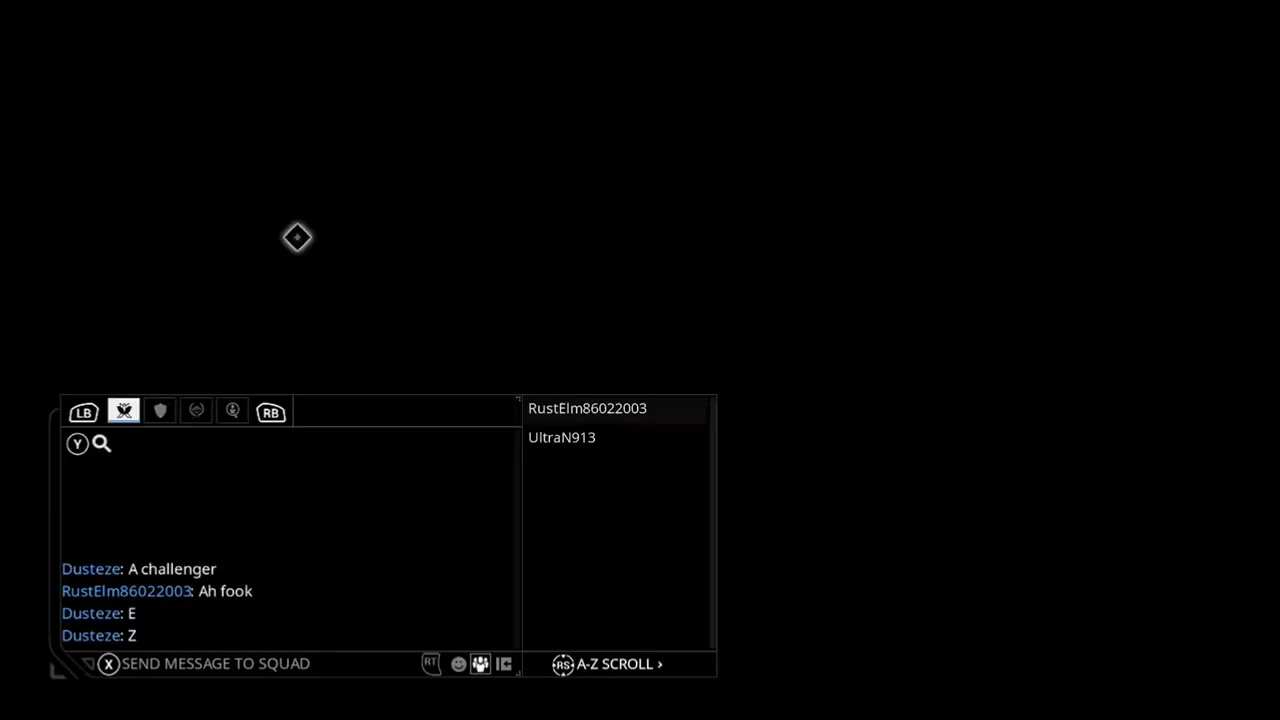 LB RB RustElm86022003
Y UltraN913
Dusteze: A challenger
RustElm86022003: Ah fook
Dusteze: E
Dusteze: Z
X SEND MESSAGE TO SQUAD RT RS A-Z SCROLL ›